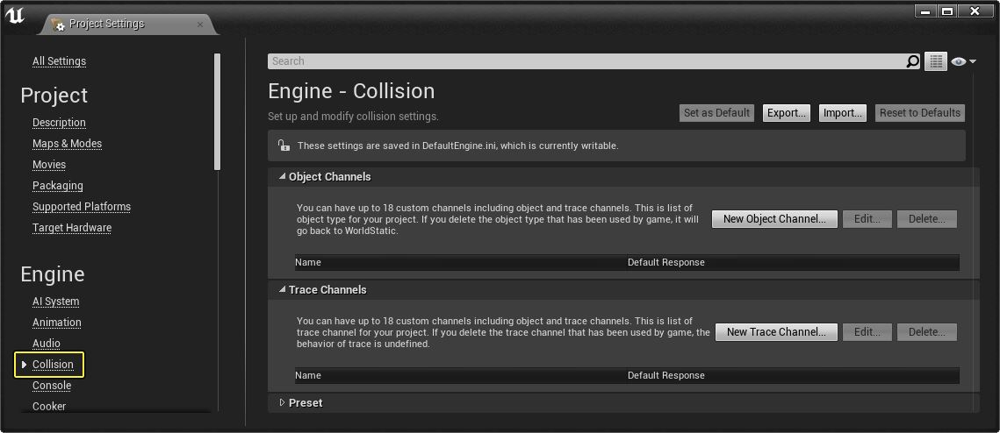 Project Settings
All Settings
Project
Description
Maps & Modes
Movies
Packaging
Supported Platforms
Target Hardware
Engine
AI System
Animation
Audio
Collision
Console
Cooker
Search
Engine - Collision
Set up and modify collision settings.
Set as Default
Export...
Import...
Reset to Defaults
These settings are saved in DefaultEngine.ini, which is currently writable.
Object Channels
You can have up to 18 custom channels including object and trace channels. This is list of
object type for your project. If you delete the object type that has been used by game, it will
go back to WorldStatic.
New Object Channel...
Edit...
Delete...
Name
Default Response
Trace Channels
You can have up to 18 custom channels including object and trace channels. This is list of
trace channel for your project. If you delete the trace channel that has been used by game, the
behavior of trace is undefined.
New Trace Channel...
Edit...
Delete...
Name
Default Response
Preset